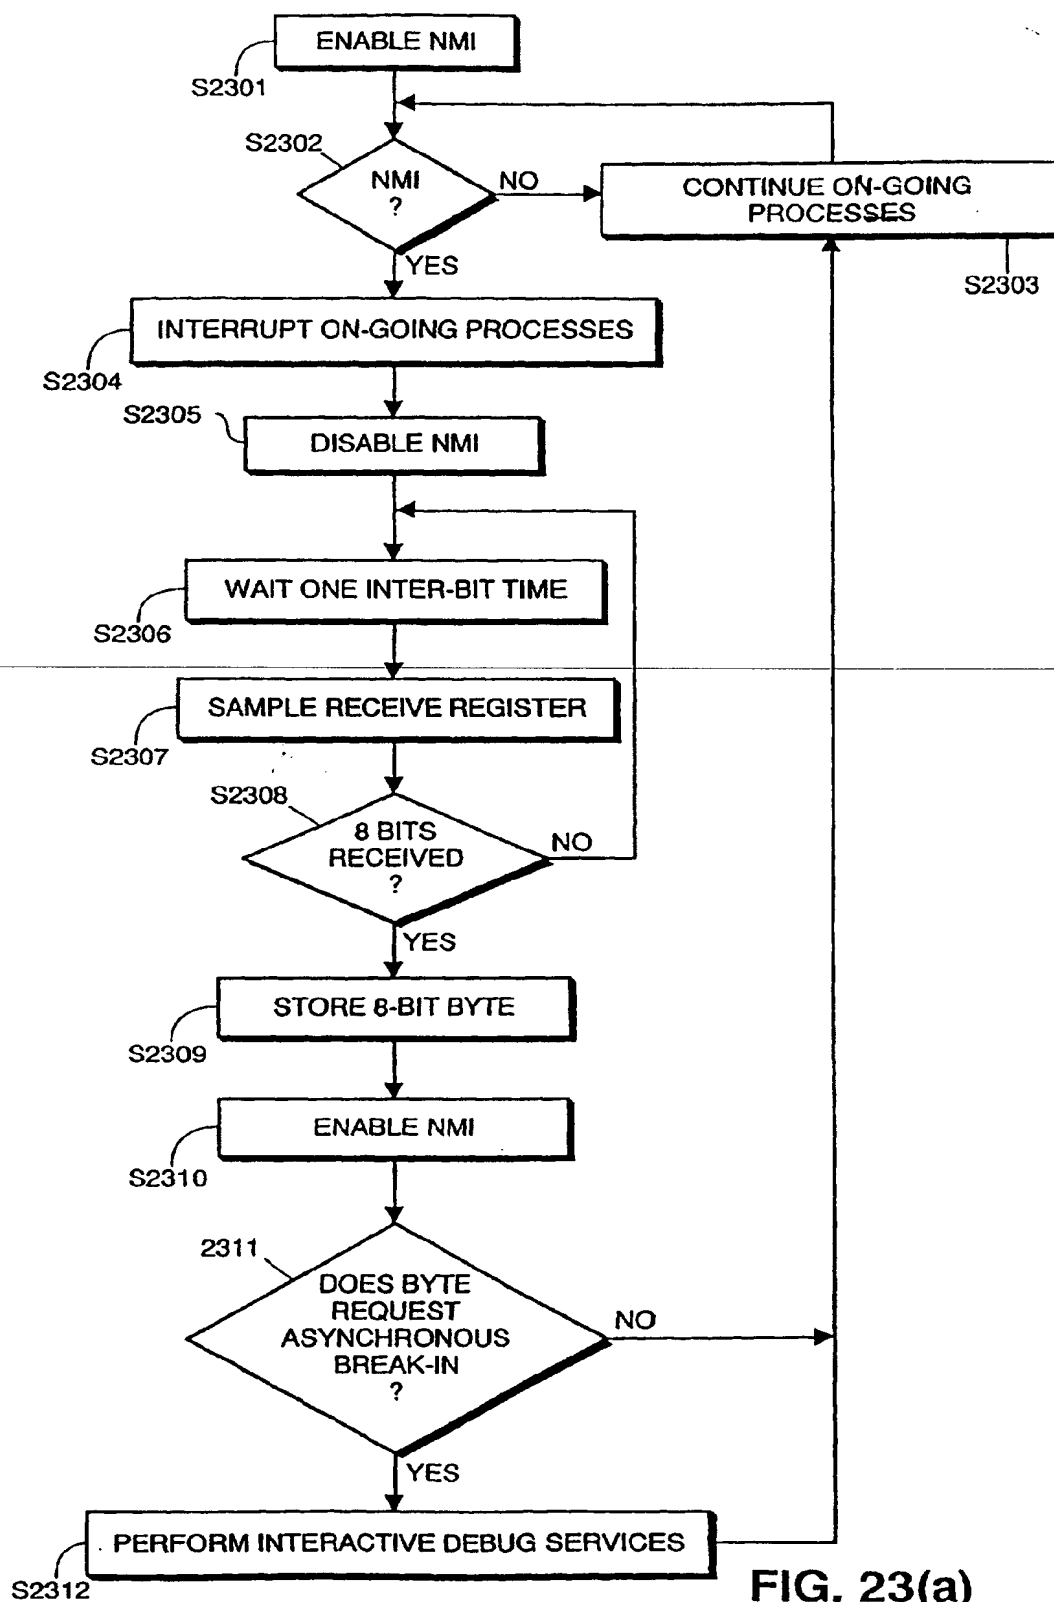 ENABLE NMI
S2301
S2302
NMI
?
NO
CONTINUE ON-GOING
PROCESSES
S2303
YES
INTERRUPT ON-GOING PROCESSES
S2304
S2305
DISABLE NMI
WAIT ONE INTER-BIT TIME
S2306
SAMPLE RECEIVE REGISTER
S2307
S2308
8 BITS
RECEIVED
?
NO
YES
STORE 8-BIT BYTE
S2309
ENABLE NMI
S2310
2311
DOES BYTE
REQUEST
ASYNCHRONOUS
BREAK-IN
?
NO
YES
PERFORM INTERACTIVE DEBUG SERVICES
S2312
FIG. 23(a)